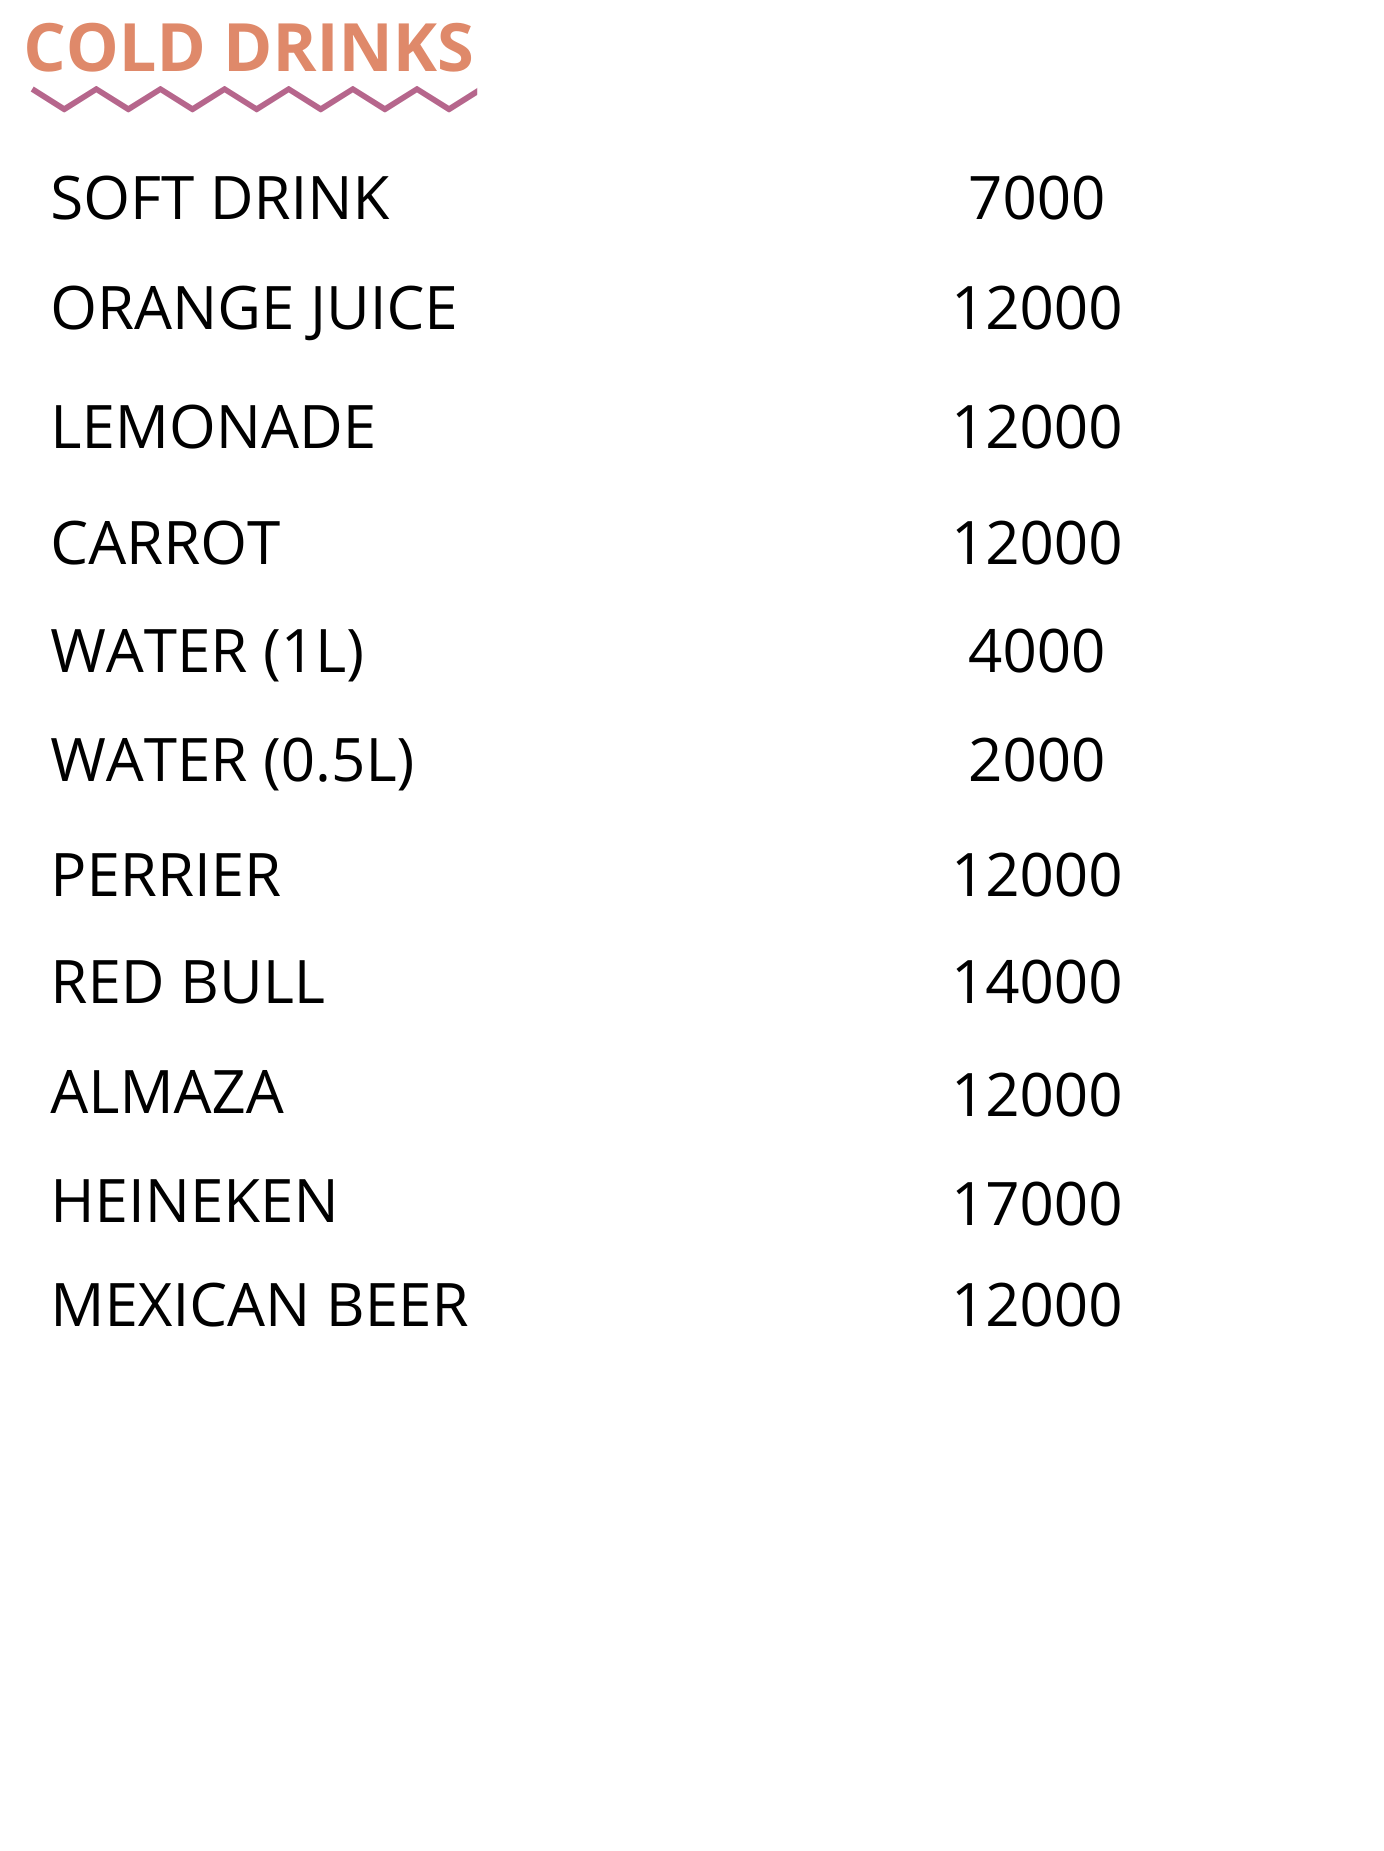 COLD DRINKS
SOFT DRINK 7000
ORANGE JUICE 12000
LEMONADE 12000
CARROT 12000
WATER (1L) 4000
WATER (0.5L) 2000
PERRIER 12000
RED BULL 14000
ALMAZA 12000
HEINEKEN 17000
MEXICAN BEER 12000